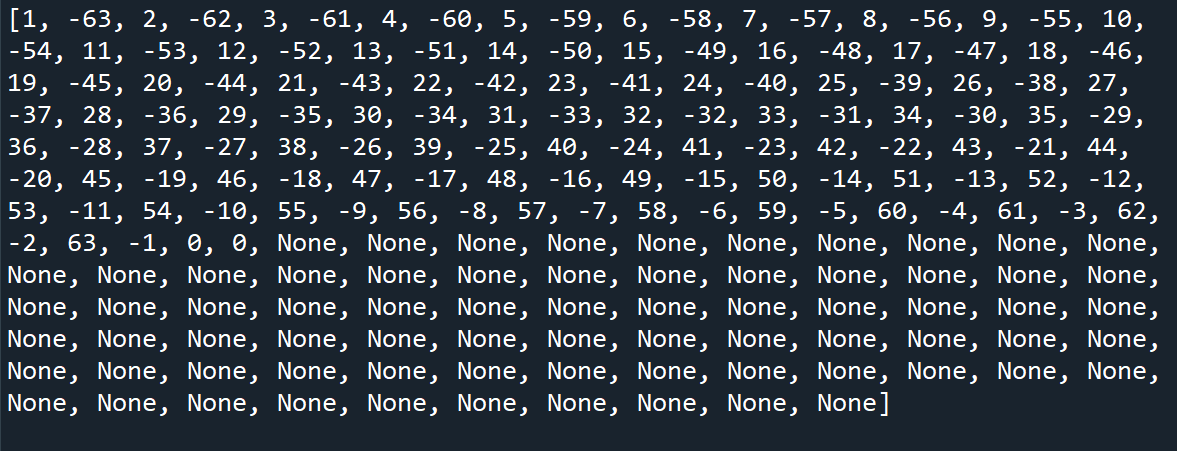 [1, -63, 2, -62, 3, -61, 4, -60, 5, -59, 6, -58, 7, -57, 8, -56, 9, -55, 10,
-54, 11, -53, 12, -52, 13, -51, 14, -50, 15, -49, 16, -48, 17, -47, 18, -46,
19, -45, 20, -44, 21, -43, 22, -42, 23, -41, 24, -40, 25, -39, 26, -38, 27,
-37, 28, -36, 29, -35, 30, -34, 31, -33, 32, -32, 33, -31, 34, -30, 35, -29,
36, -28, 37, -27, 38, -26, 39, -25, 40, -24, 41, -23, 42, -22, 43, -21, 44,
-20, 45, -19, 46, -18, 47, -17, 48, -16, 49, -15, 50, -14, 51, -13, 52, -12,
53, -11, 54, -10, 55, -9, 56, -8, 57, -7, 58, -6, 59, -5, 60, -4, 61, -3, 62,
-2, 63, -1, 0, 0, None, None, None, None, None, None, None, None, None, None,
None, None, None, None, None, None, None, None, None, None, None, None, None,
None, None, None, None, None, None, None, None, None, None, None, None, None,
None, None, None, None, None, None, None, None, None, None, None, None, None,
None, None, None, None, None, None, None, None, None, None, None, None, None,
None, None, None, None, None, None, None, None, None, None]